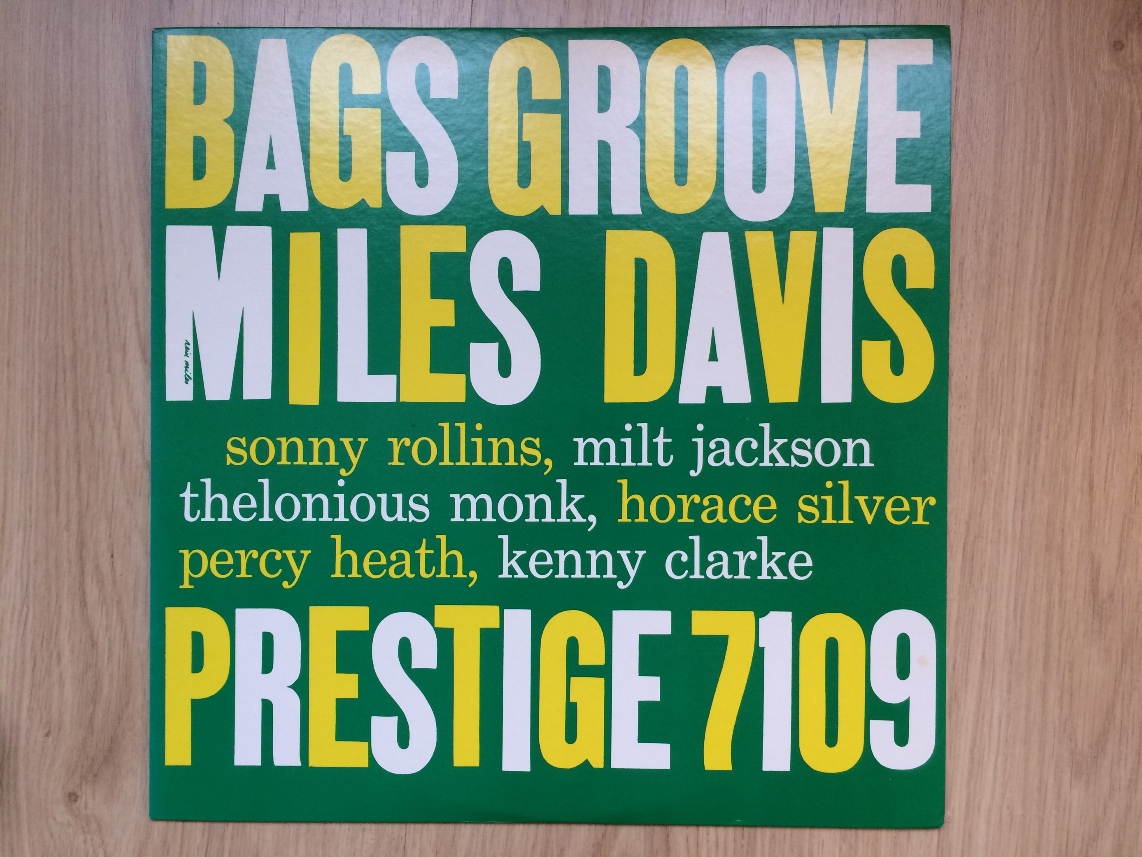 BAGS GROOVE
MILES DAVIS
sonny rollins, milt jackson
thelonious monk, horace silver
percy heath, kenny clarke
PRESTIGE 7109